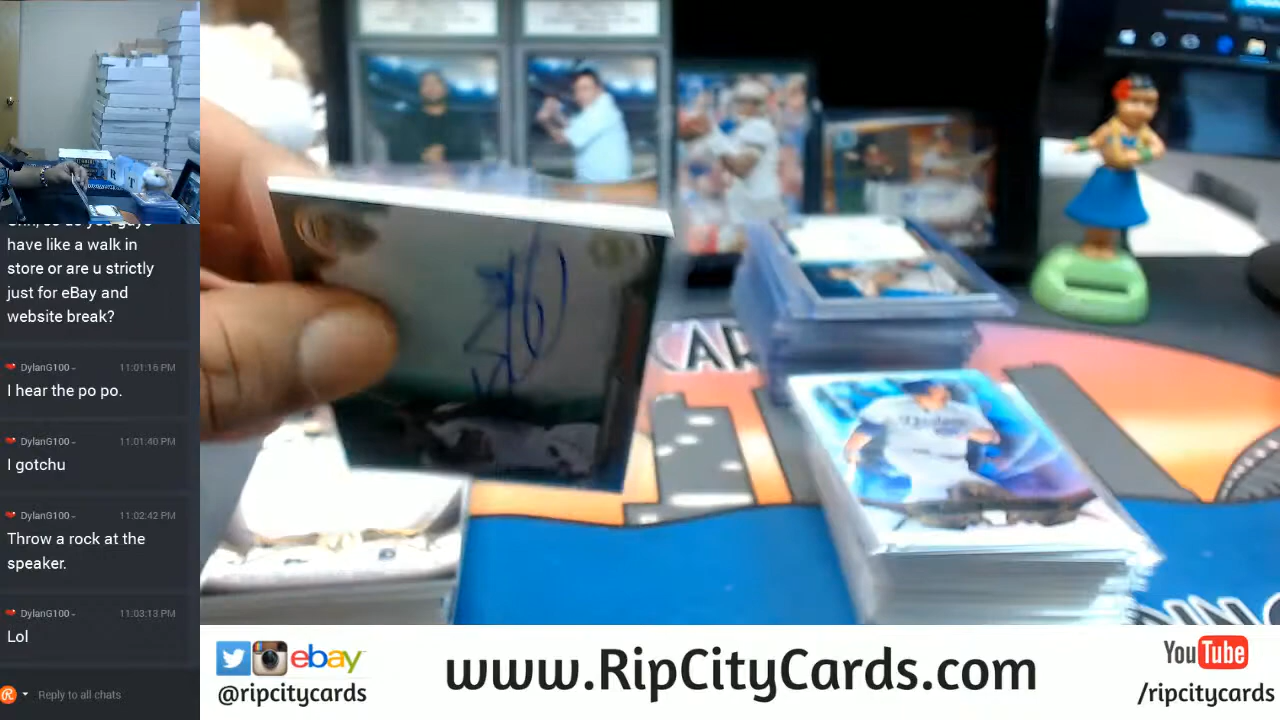 have like a walk in
store or are u strictly
just for eBay and
website break?
DylanG100 - 11:01:16 PM
I hear the po po.
DylanG100 - 11:01:40 PM
I gotchu
DylanG100 - 11:02:42 PM
Throw a rock at the
speaker.
DylanG100 - 11:03:13 PM
Lol
Reply to all chats
ebay
@ripcitycards
www.RipCityCards.com
YouTube
/ripcitycards